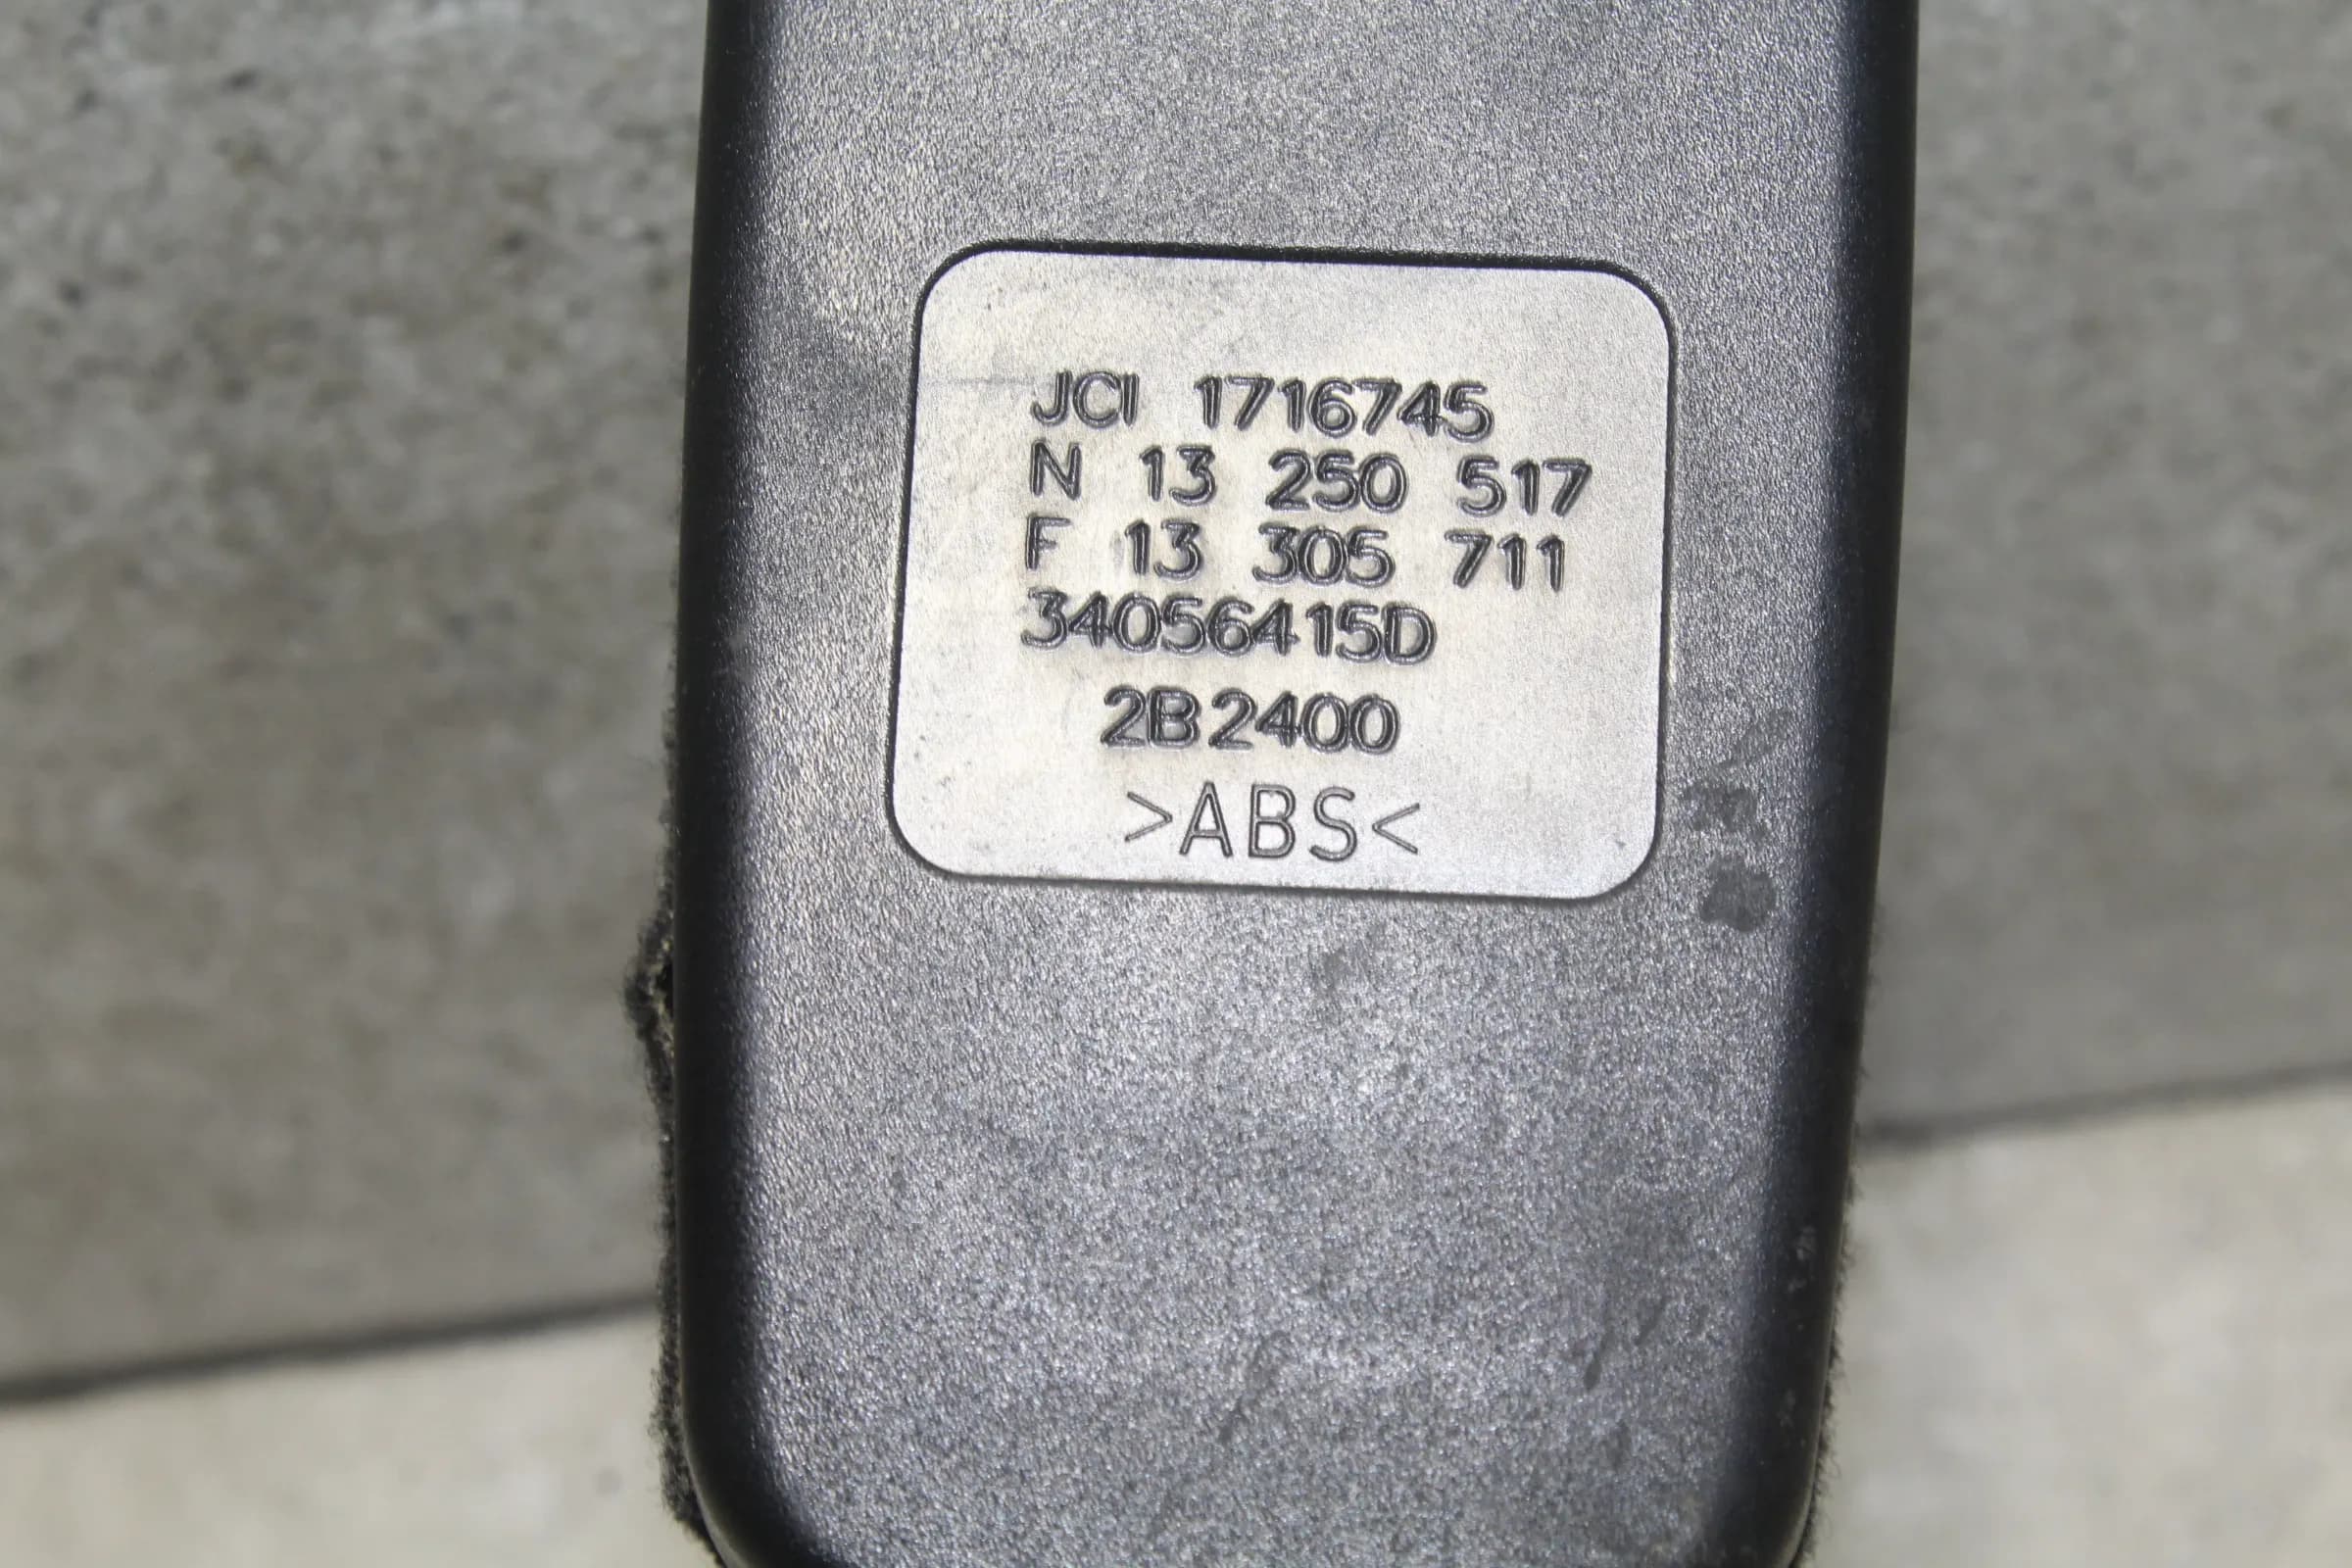 JCI 1716745
N 13 250 517
F 13 305 711
34056415D
2B2400
>ABS<